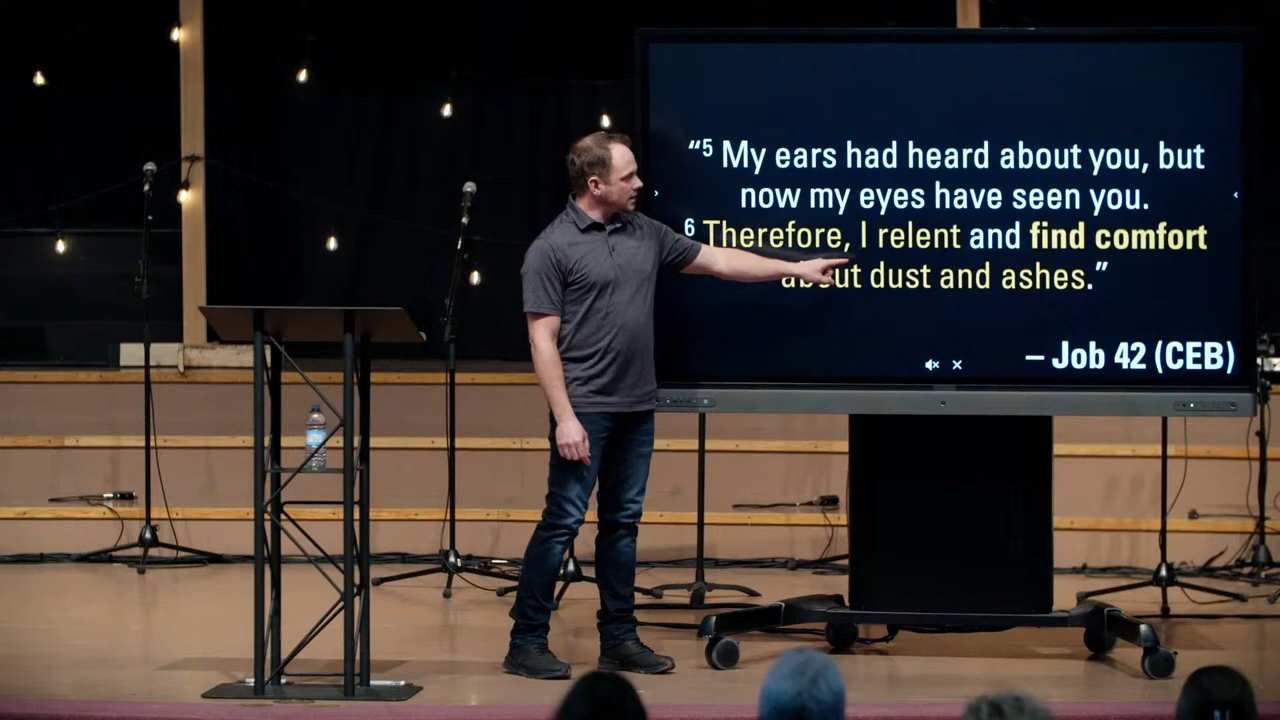 “⁵ My ears had heard about you, but
now my eyes have seen you.
⁶ Therefore, I relent and find comfort
about dust and ashes.”
– Job 42 (CEB)